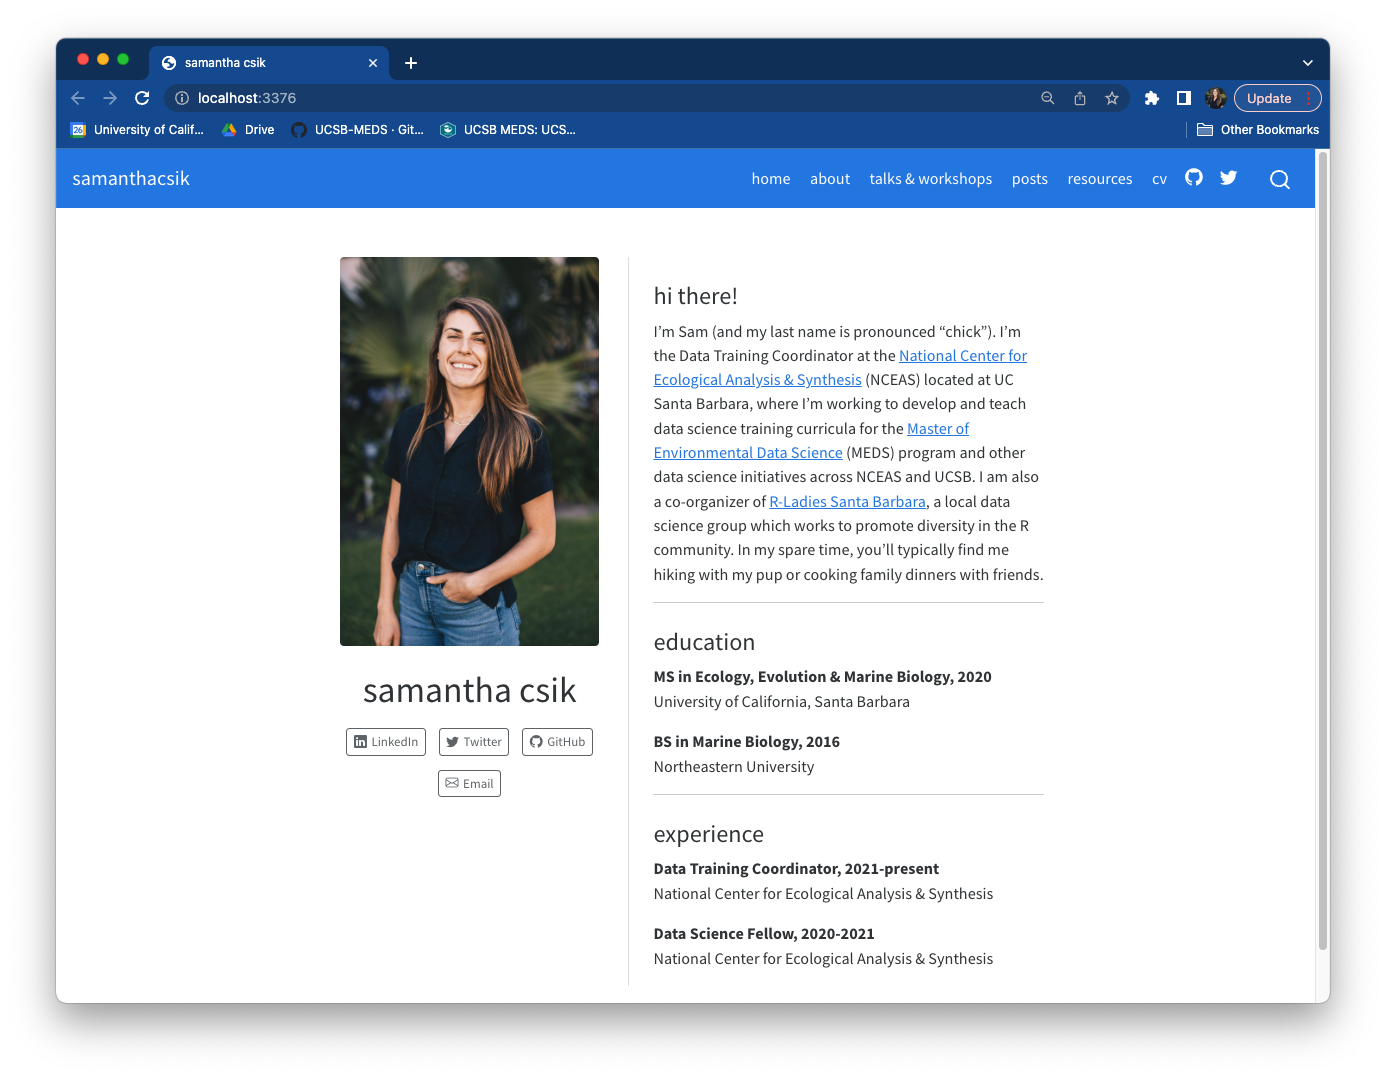 samantha csik
localhost:3376
Update
University of Calif...
Drive
UCSB-MEDS · Git...
UCSB MEDS: UCS...
Other Bookmarks
samanthacsik
home
about
talks & workshops
posts
resources
cv
samantha csik
LinkedIn
Twitter
GitHub
Email
hi there!
I’m Sam (and my last name is pronounced “chick”). I’m
the Data Training Coordinator at the National Center for
Ecological Analysis & Synthesis (NCEAS) located at UC
Santa Barbara, where I’m working to develop and teach
data science training curricula for the Master of
Environmental Data Science (MEDS) program and other
data science initiatives across NCEAS and UCSB. I am also
a co-organizer of R-Ladies Santa Barbara, a local data
science group which works to promote diversity in the R
community. In my spare time, you’ll typically find me
hiking with my pup or cooking family dinners with friends.
education
MS in Ecology, Evolution & Marine Biology, 2020
University of California, Santa Barbara
BS in Marine Biology, 2016
Northeastern University
experience
Data Training Coordinator, 2021-present
National Center for Ecological Analysis & Synthesis
Data Science Fellow, 2020-2021
National Center for Ecological Analysis & Synthesis